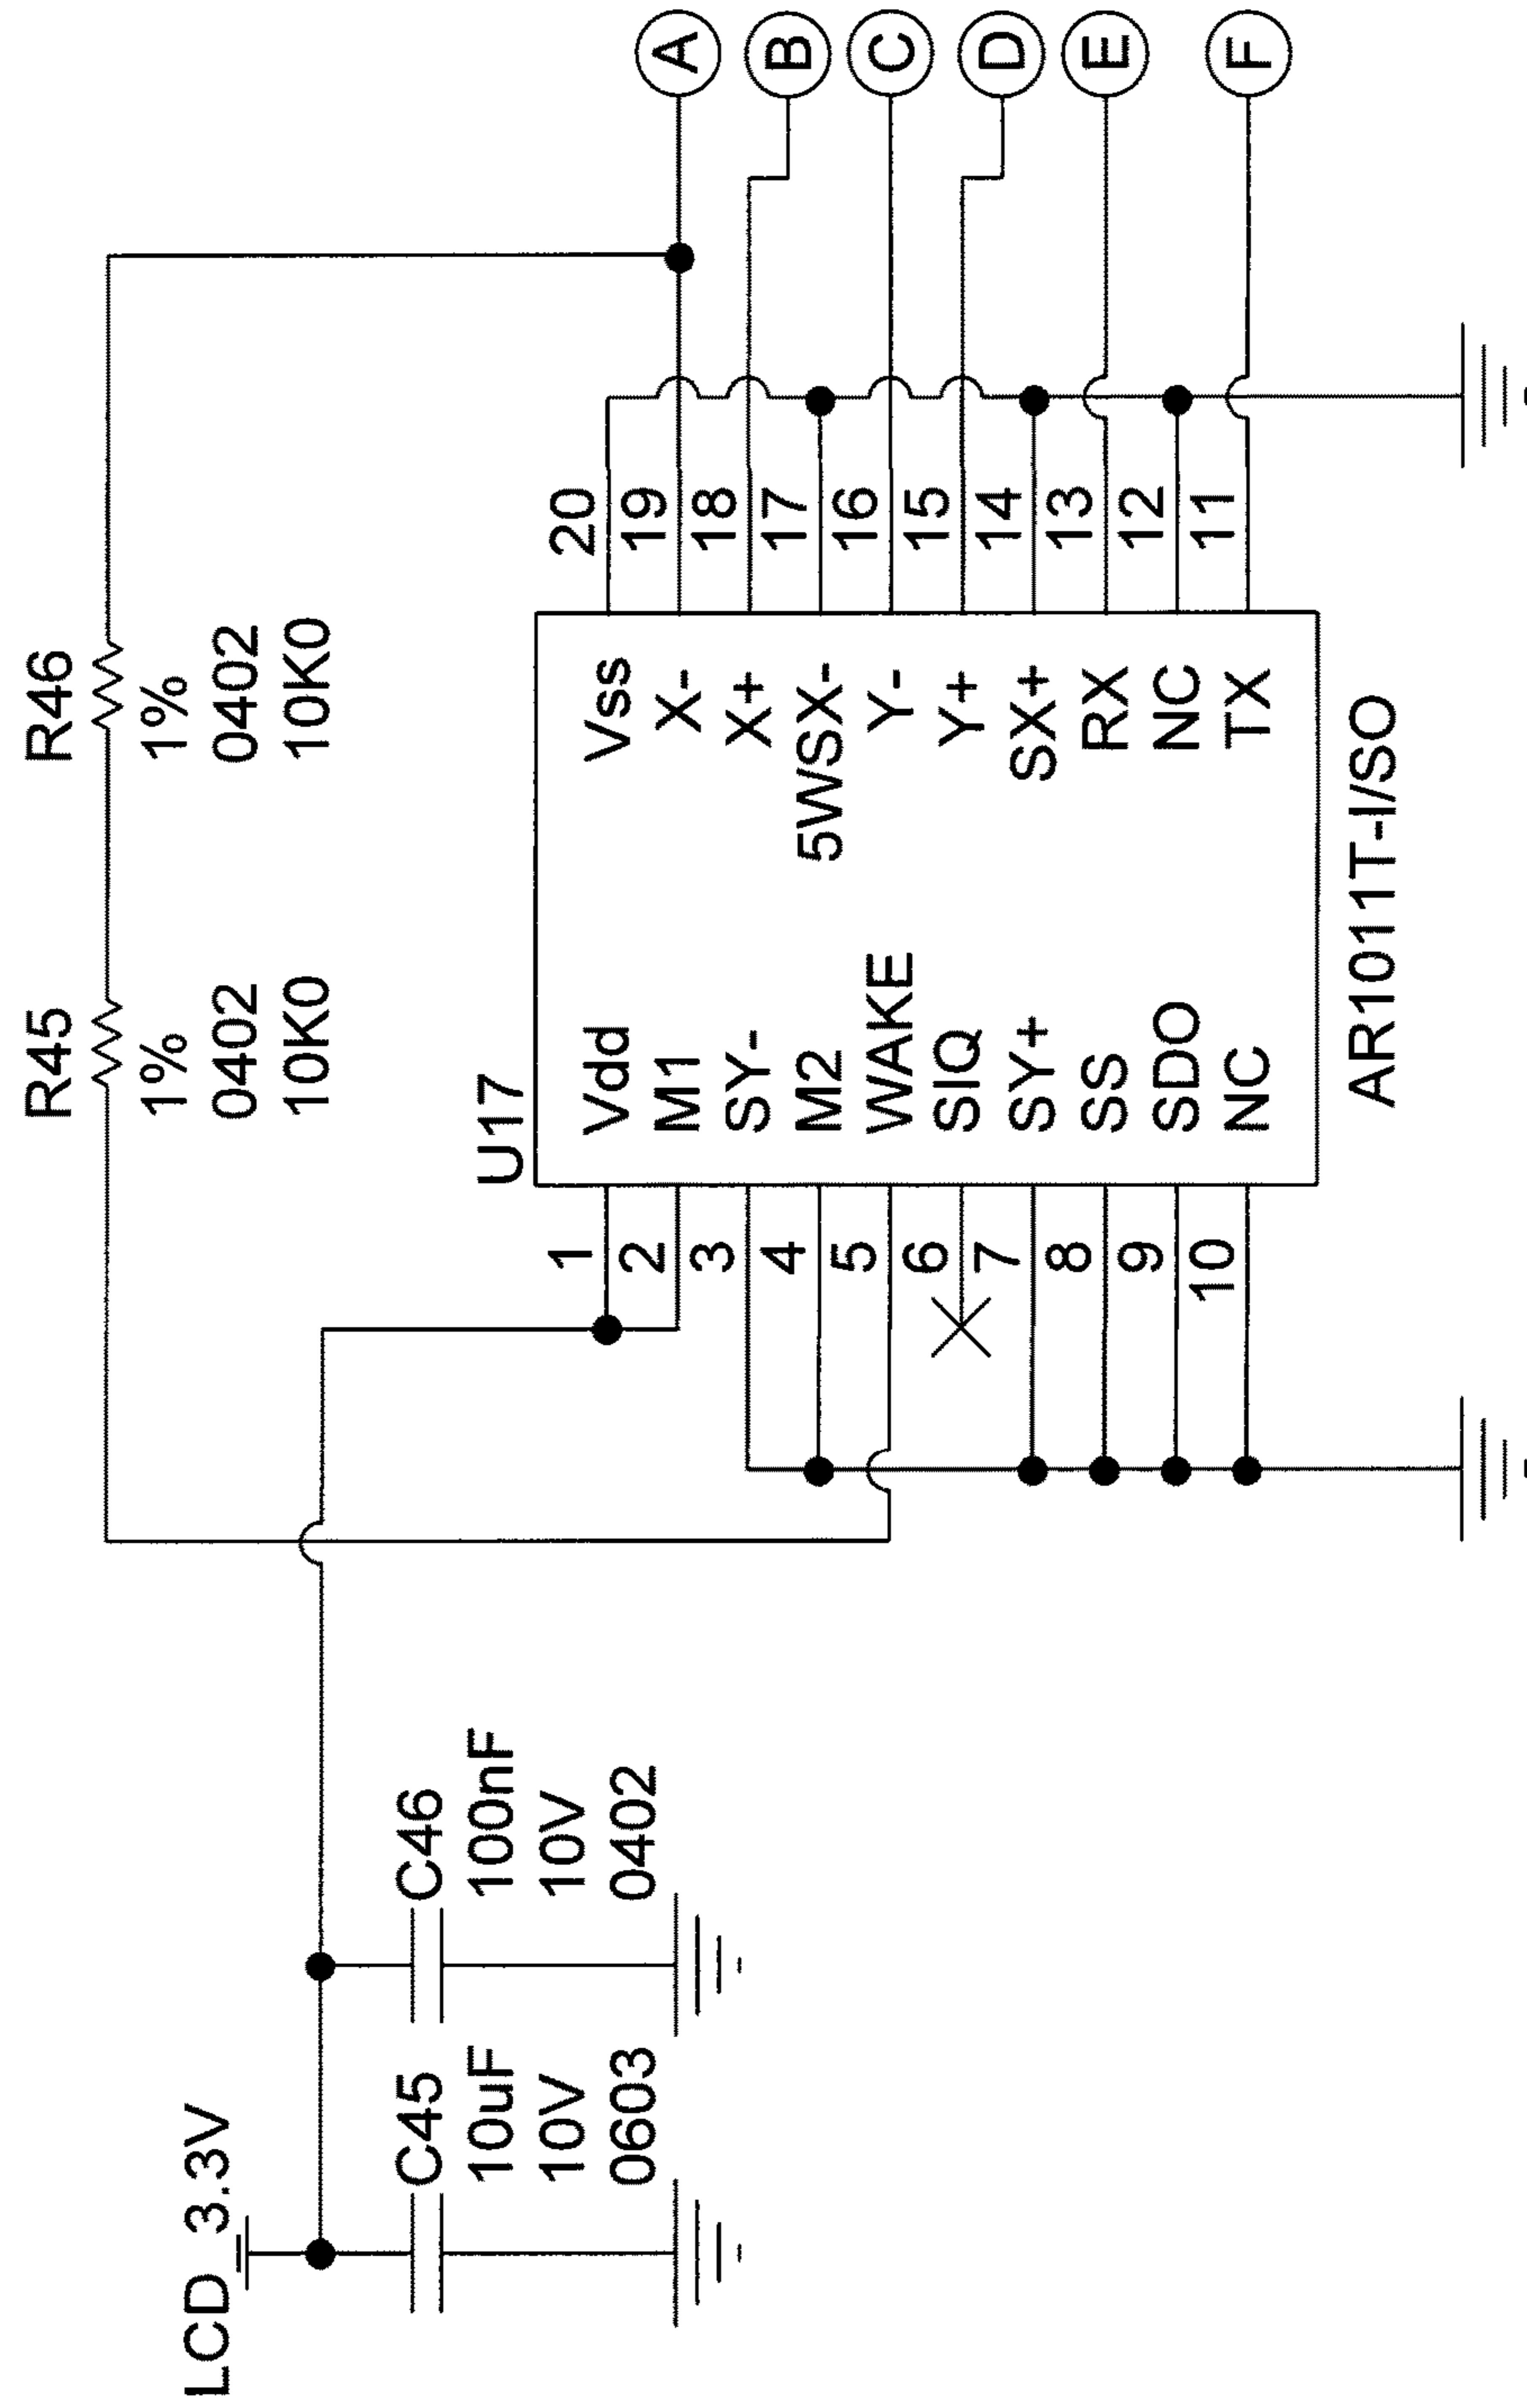 LCD_3.3V
C45
10uF
10V
0603
C46
100nF
10V
0402
R45
1%
0402
10K0
R46
1%
0402
10K0
U17
1 Vdd Vss 20
2 M1 X- 19
3 SY- X+ 18
4 M2 5WSX- 17
5 WAKE Y- 16
6 SIQ Y+ 15
7 SY+ SX+ 14
8 SS RX 13
9 SDO NC 12
10 NC TX 11
AR1011T-I/SO
A
B
C
D
E
F